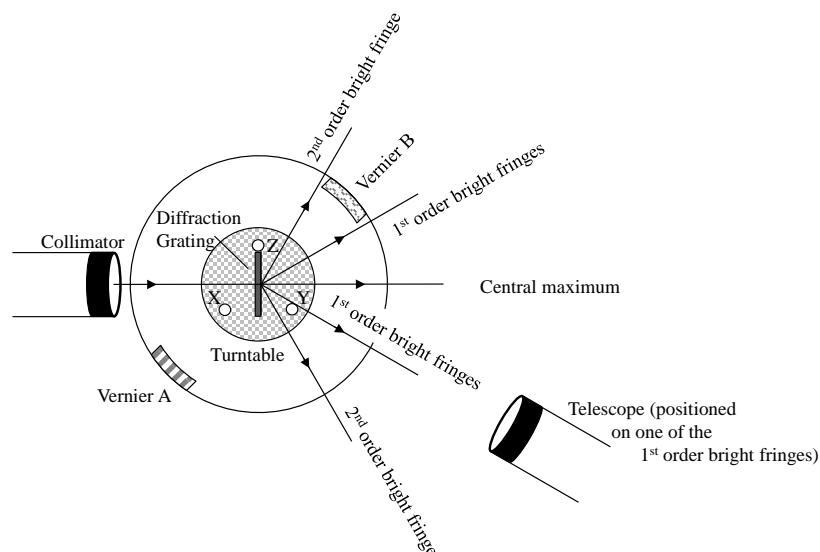 2nd order bright fringe
Vernier B
1st order bright fringes
Diffraction
Grating
Collimator
Z
X
Y
Central maximum
1st order bright fringes
Turntable
Vernier A
Telescope (positioned
on one of the
1st order bright fringes)
2nd order bright fringe